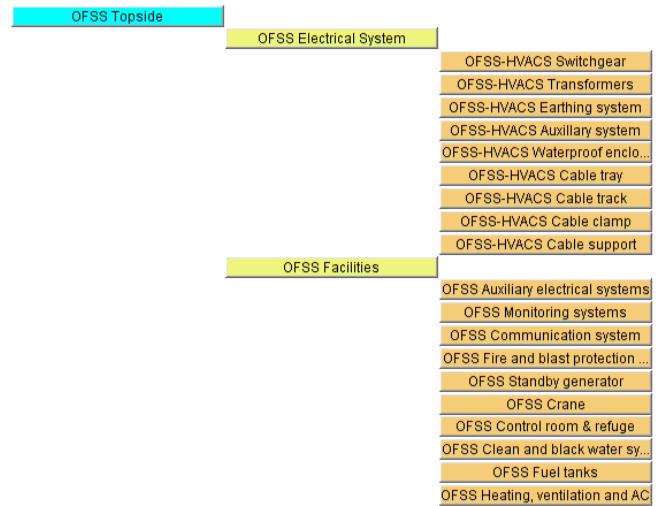 OFSS Topside
OFSS Electrical System
OFSS-HVACS Switchgear
OFSS-HVACS Transformers
OFSS-HVACS Earthing system
OFSS-HVACS Auxillary system
OFSS-HVACS Waterproof enclo...
OFSS-HVACS Cable tray
OFSS-HVACS Cable track
OFSS-HVACS Cable clamp
OFSS-HVACS Cable support
OFSS Facilities
OFSS Auxiliary electrical systems
OFSS Monitoring systems
OFSS Communication system
OFSS Fire and blast protection ...
OFSS Standby generator
OFSS Crane
OFSS Control room & refuge
OFSS Clean and black water sy...
OFSS Fuel tanks
OFSS Heating, ventilation and AC